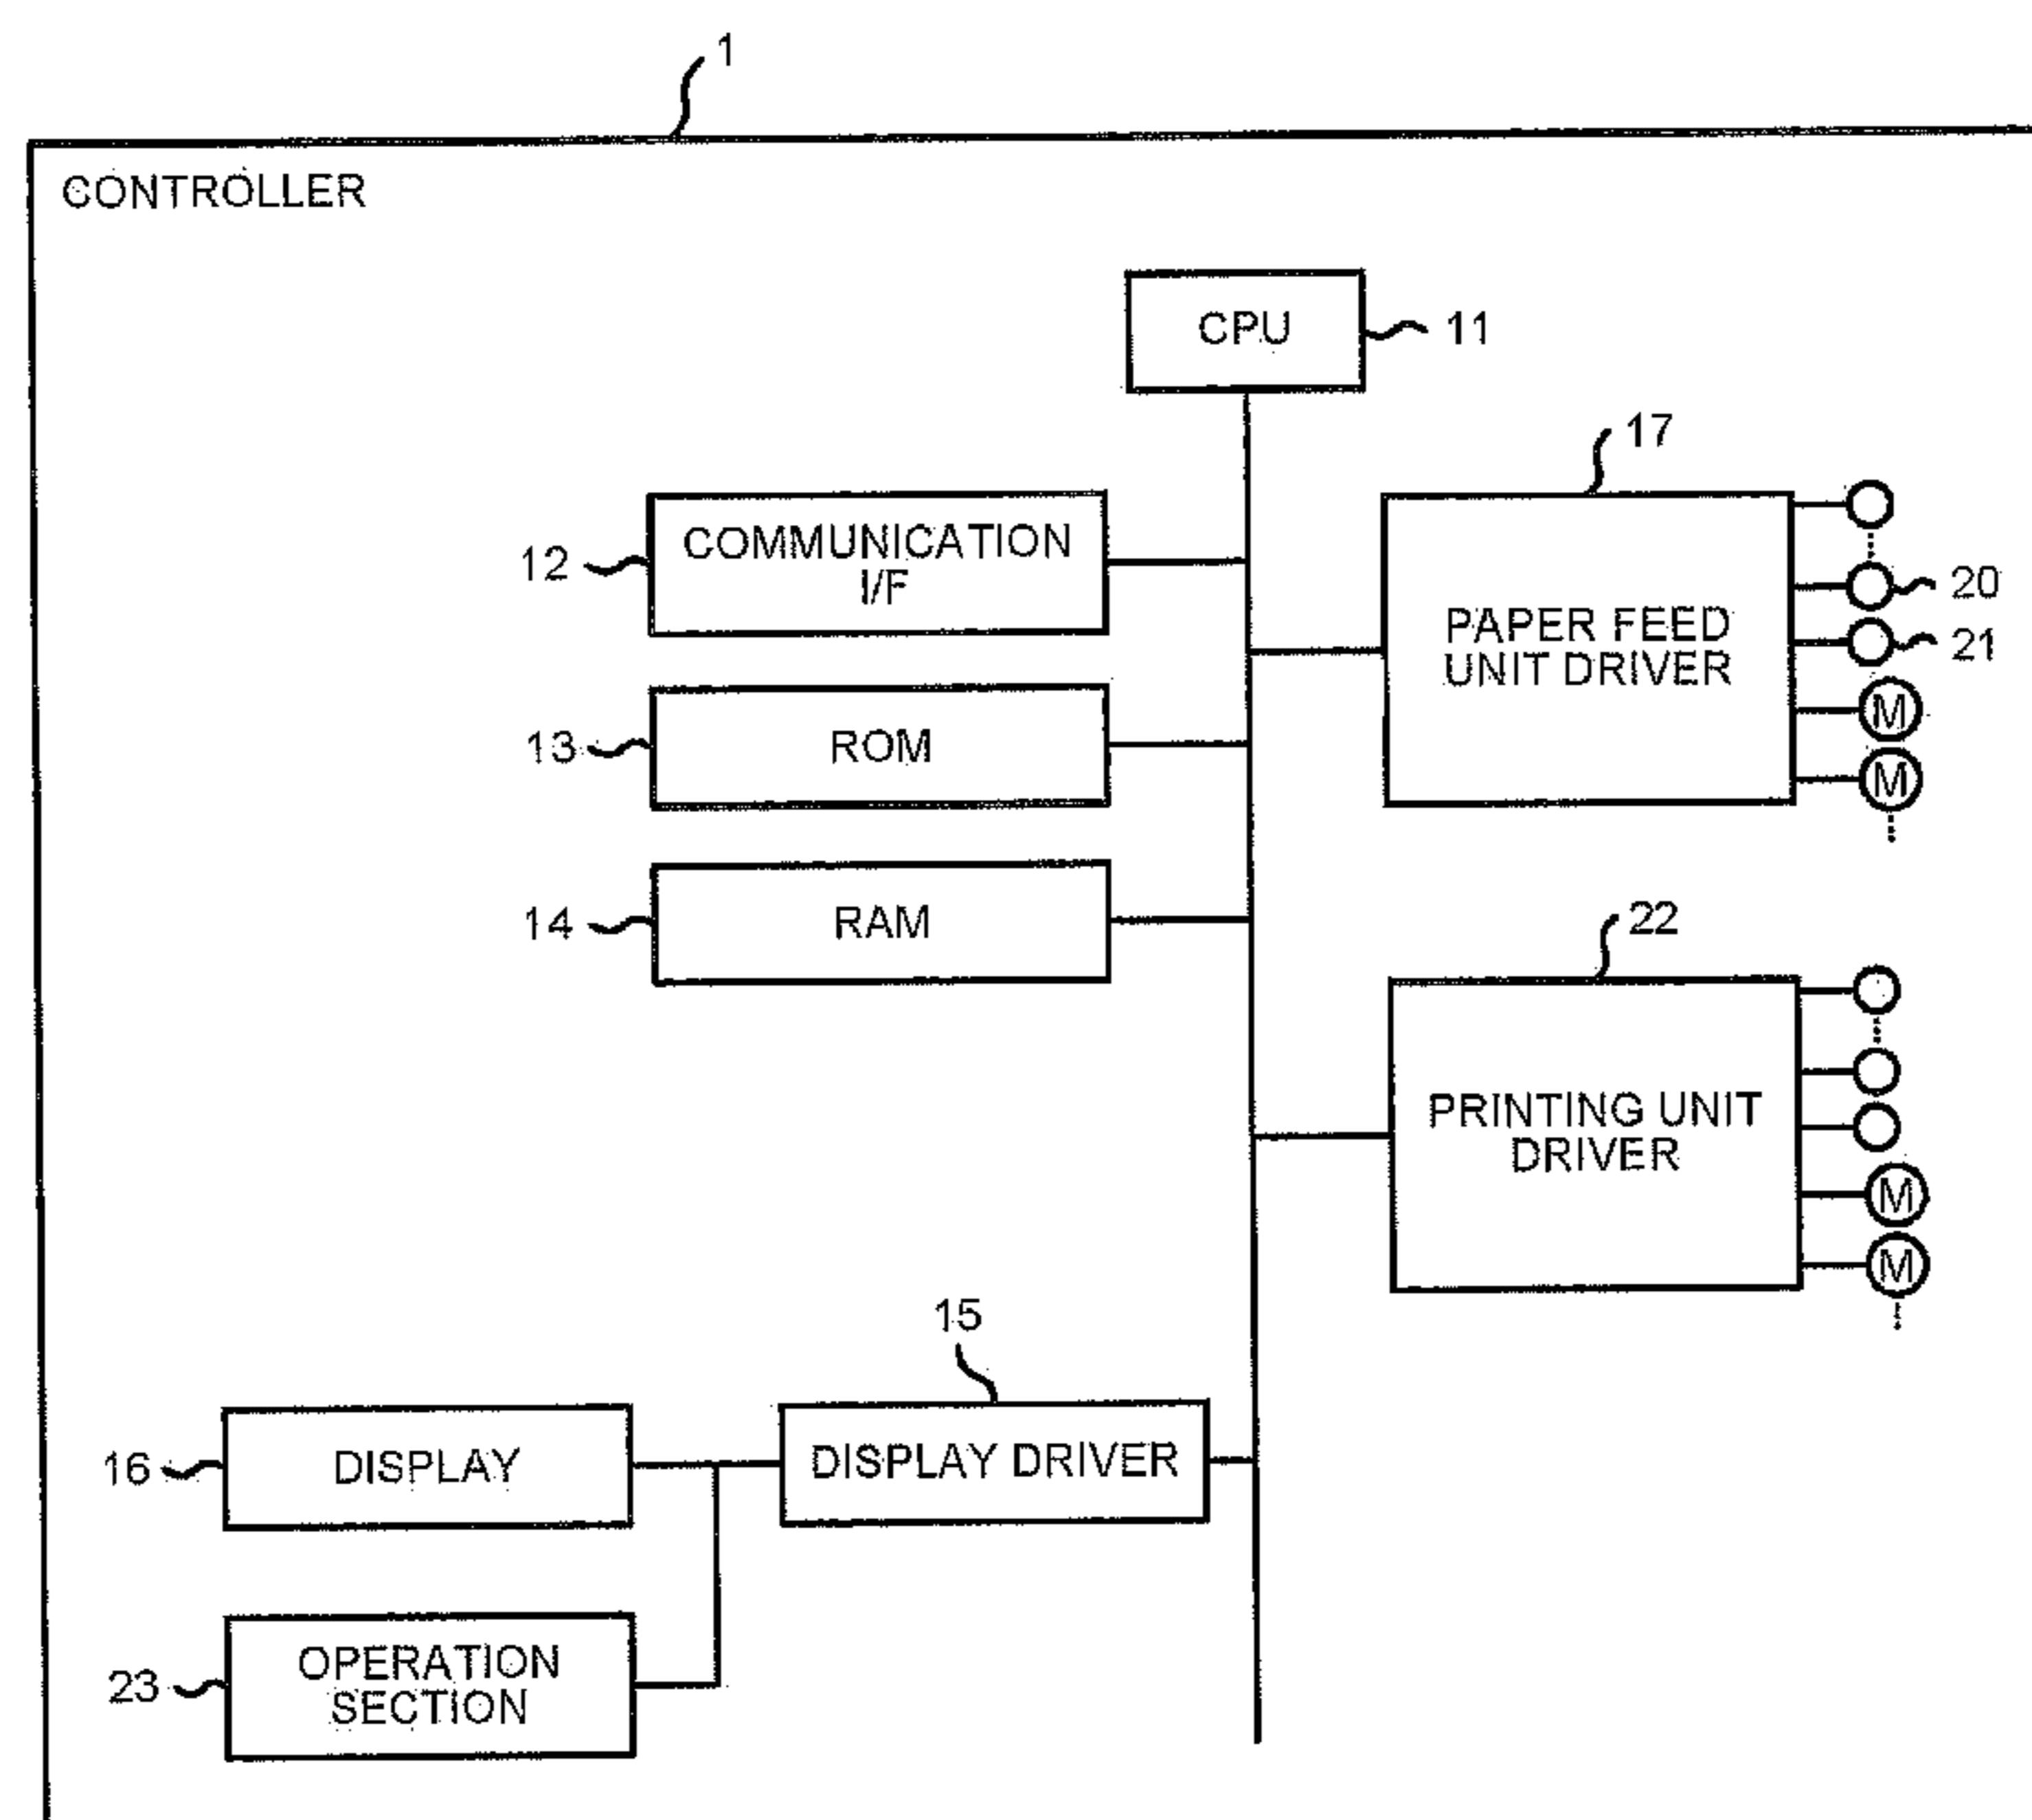 1
CONTROLLER
CPU
11
17
12
COMMUNICATION
I/F
PAPER FEED
UNIT DRIVER
20
21
M
M
13
ROM
14
RAM
22
PRINTING UNIT
DRIVER
M
M
15
16
DISPLAY
DISPLAY DRIVER
23
OPERATION
SECTION